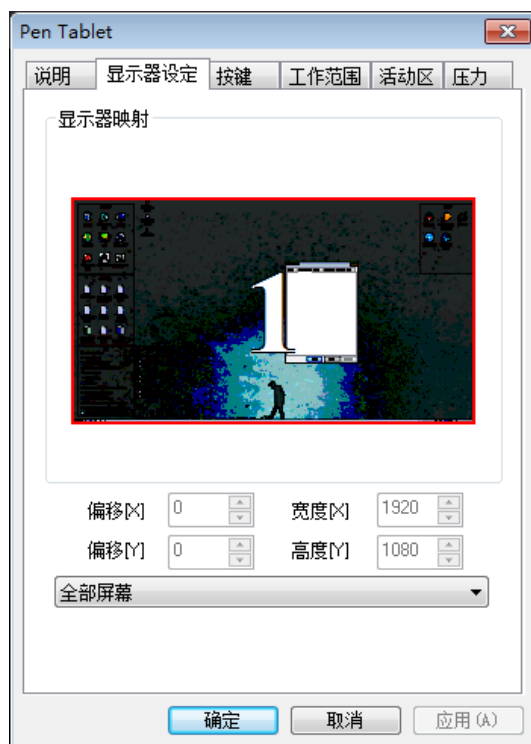 Pen Tablet
说明 显示器设定 按键 工作范围 活动区 压力
显示器映射
1
偏移[X] 0 宽度[X] 1920
偏移[Y] 0 高度[Y] 1080
全部屏幕
确定 取消 应用(A)